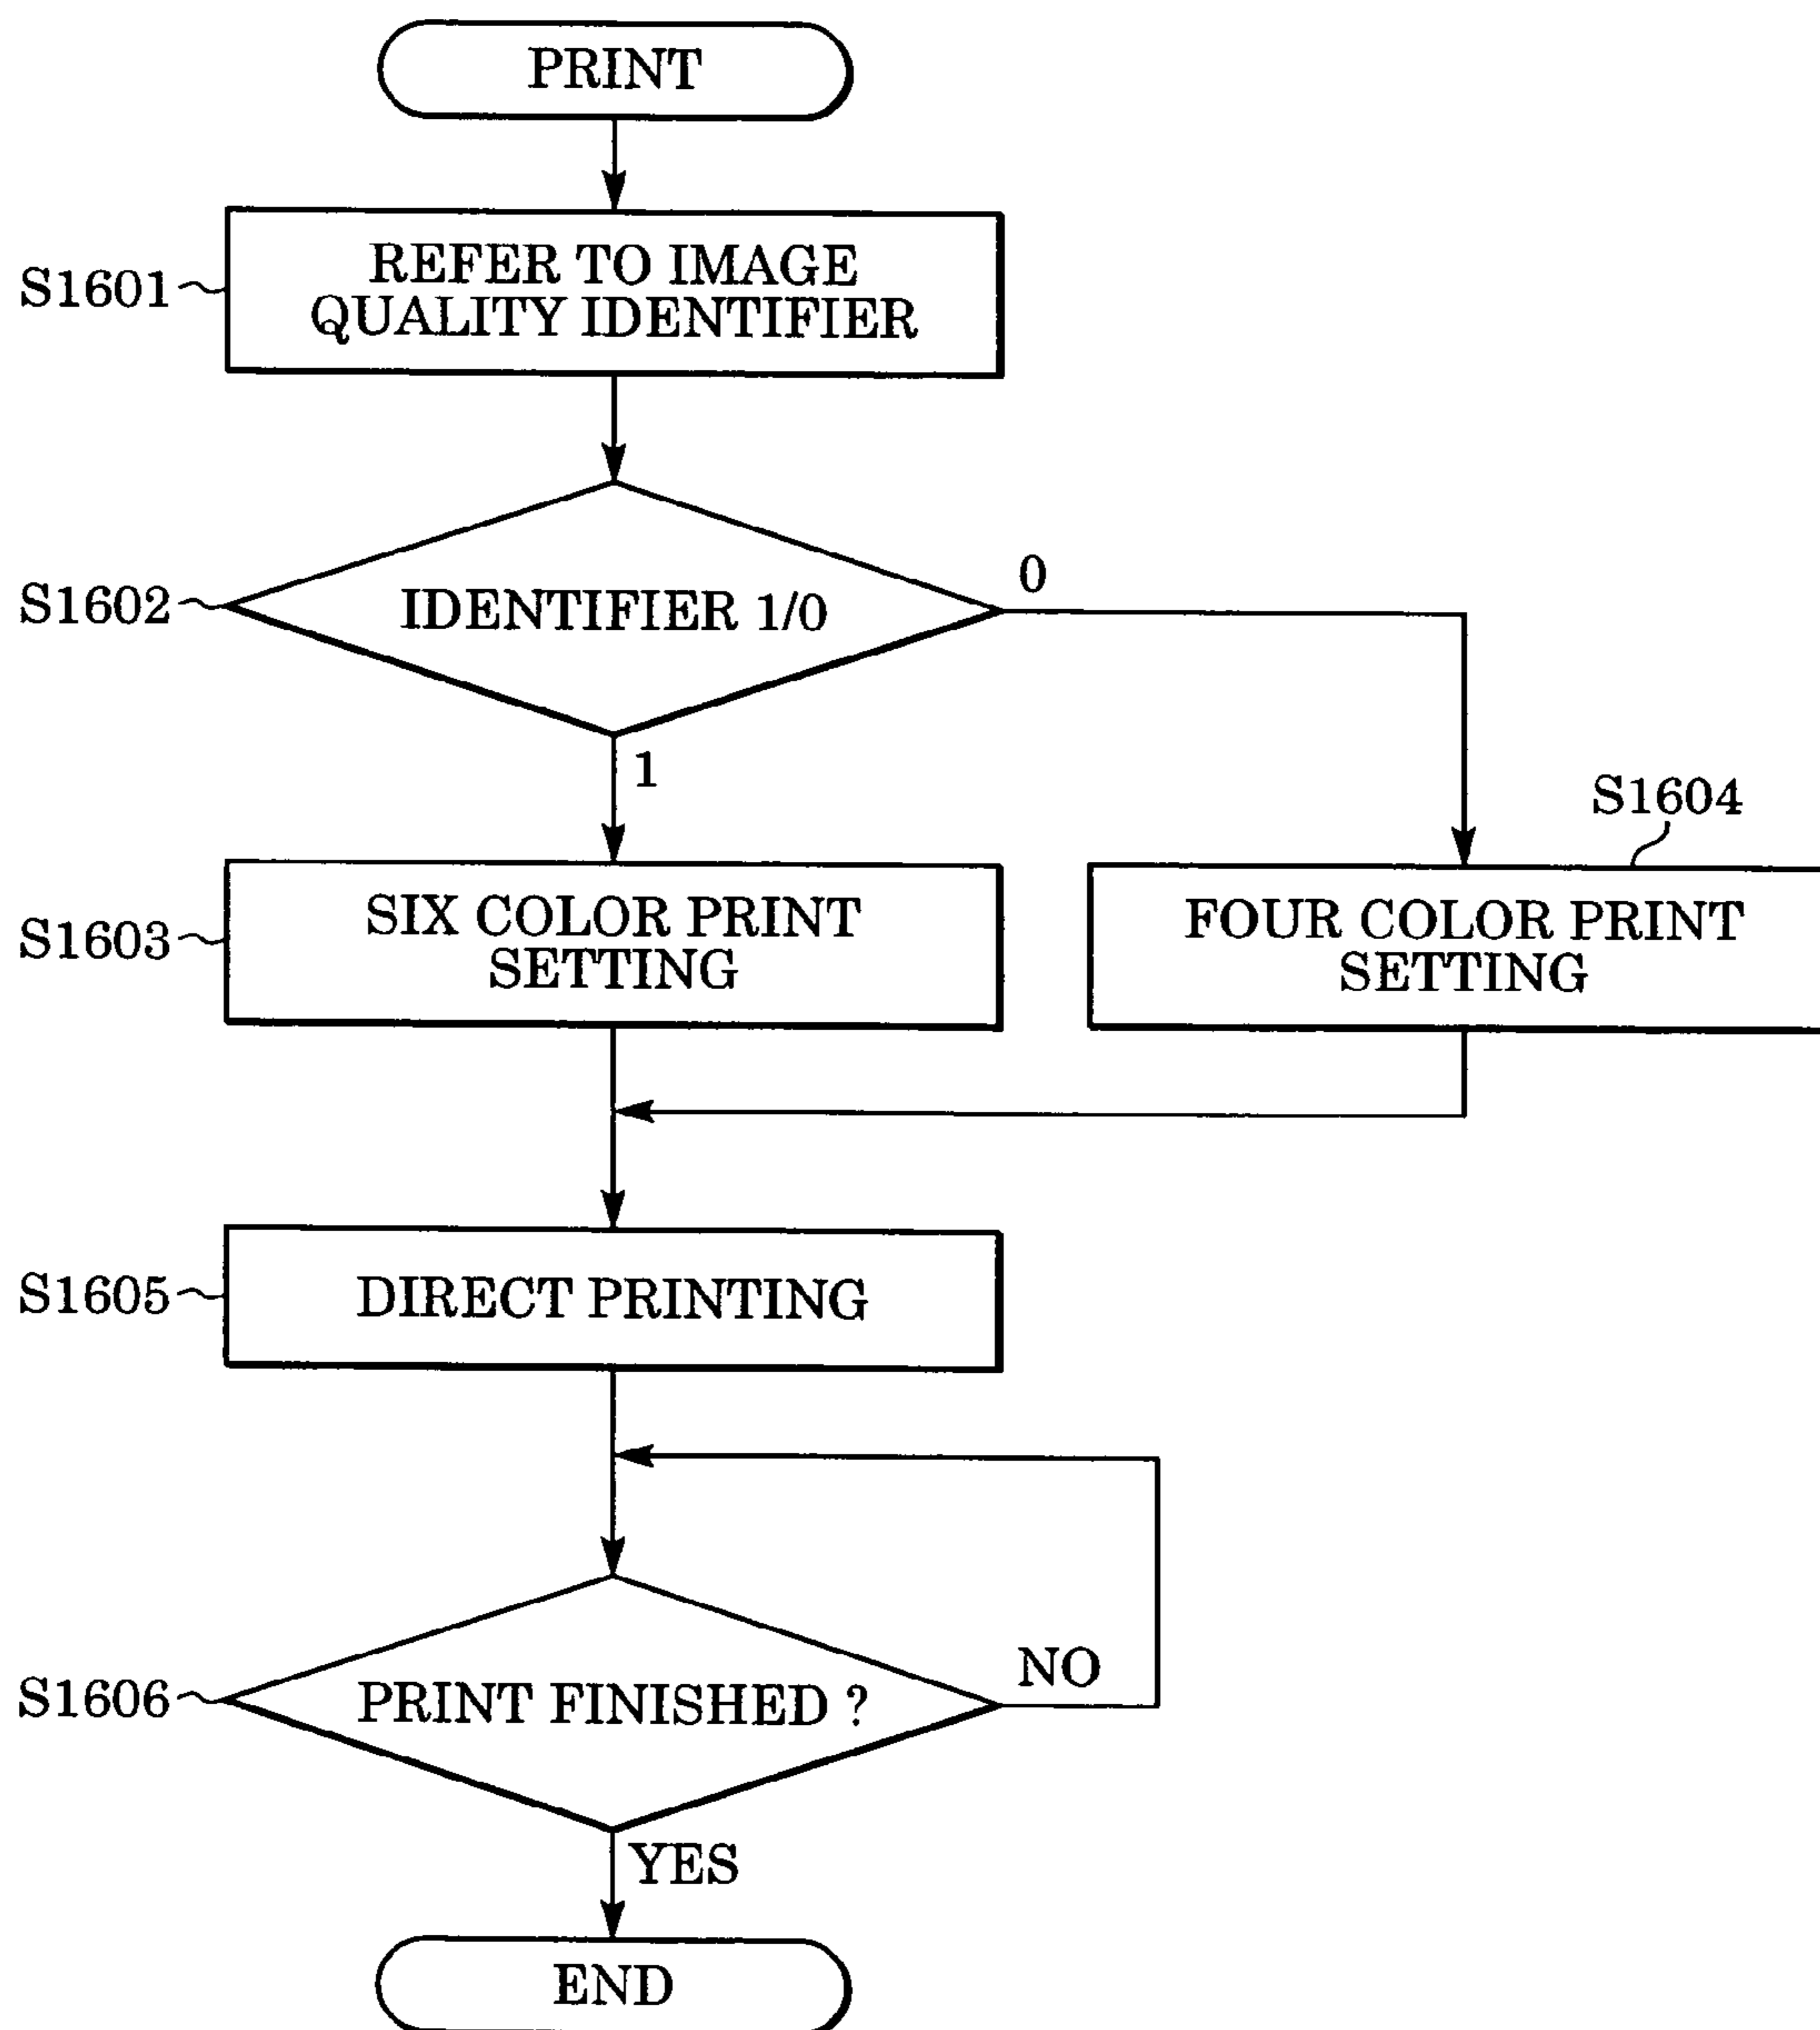 PRINT
S1601
REFER TO IMAGE
QUALITY IDENTIFIER
S1602
IDENTIFIER 1/0
0
1
S1604
S1603
SIX COLOR PRINT
SETTING
FOUR COLOR PRINT
SETTING
S1605
DIRECT PRINTING
S1606
PRINT FINISHED ?
NO
YES
END